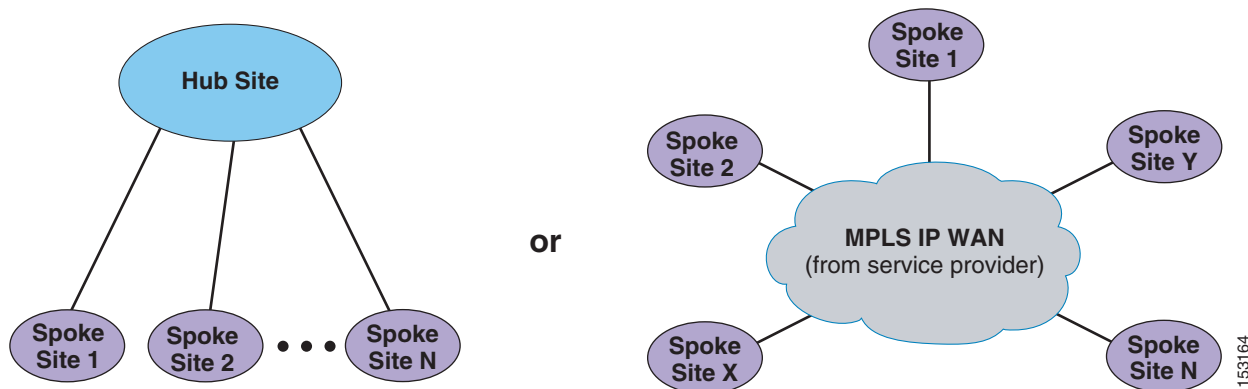 Hub Site
Spoke
Site 1
Spoke
Site 2
Spoke
Site N
or
Spoke
Site 1
Spoke
Site 2
Spoke
Site Y
MPLS IP WAN
(from service provider)
Spoke
Site X
Spoke
Site N
153164